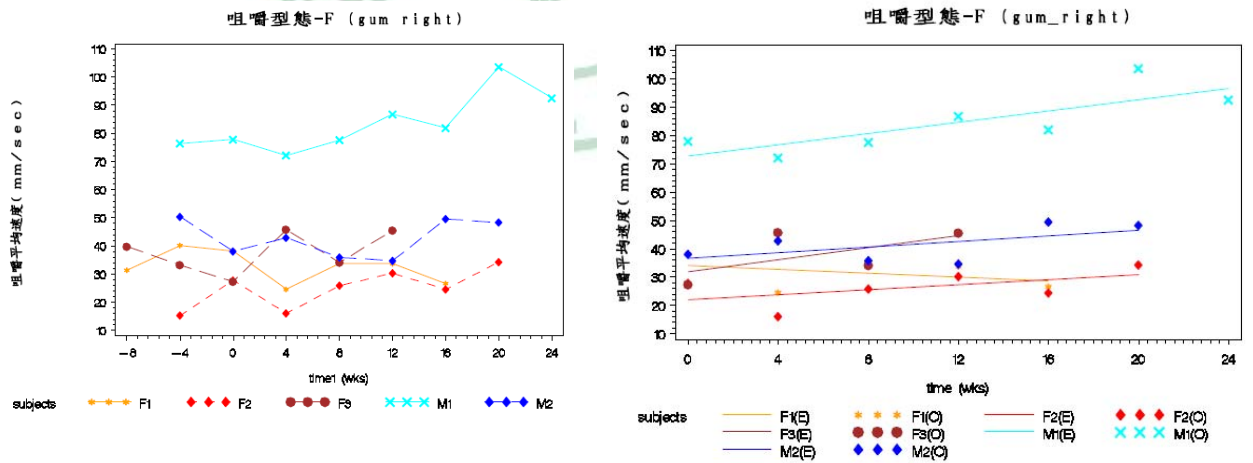 咀嚼型態-F (gum right)
咀嚼平均速度(mm/sec)
110
100
90
80
70
60
50
40
30
20
10
-8 -4 0 4 8 12 16 20 24
time1 (wks)
subjects F1 F2 F3 M1 M2
咀嚼型態-F (gum_right)
咀嚼平均速度(mm/sec)
110
100
90
80
70
60
50
40
30
20
10
0
0 4 8 12 16 20 24
time (wks)
subjects F1(E) F1(O) F2(E) F2(O)
F3(E) F3(O) M1(E) M1(O)
M2(E) M2(O)